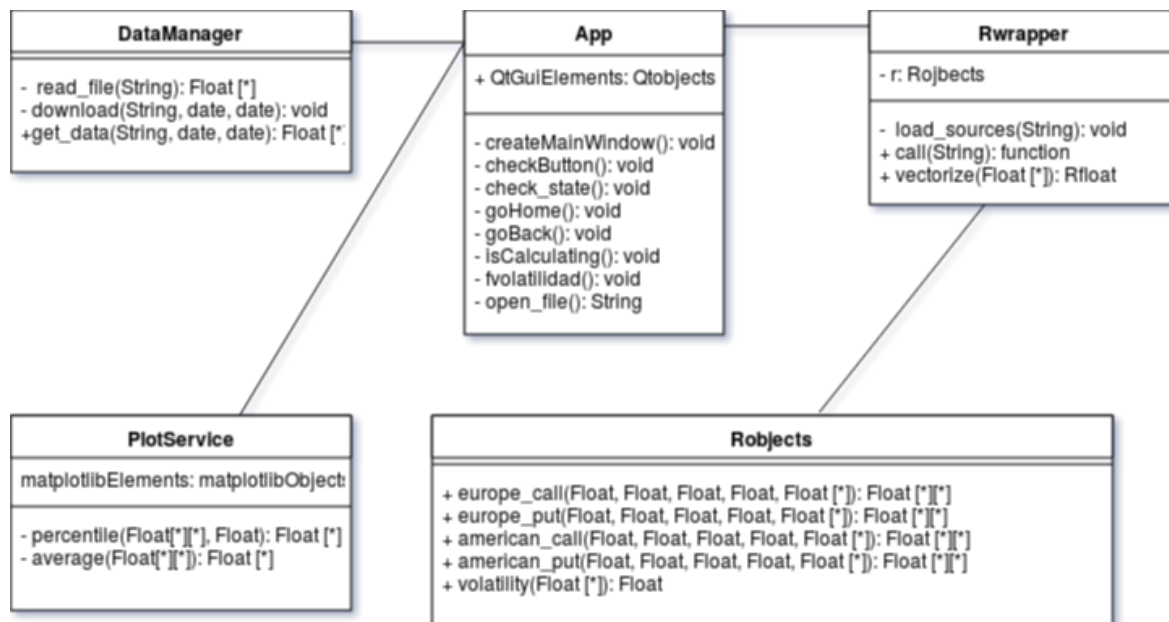 DataManager
- read_file(String): Float [*]
- download(String, date, date): void
+get_data(String, date, date): Float [*
App
+ QtGuiElements: Qtobjects
- createMainWindow(): void
- checkButton(): void
- check_state(): void
- goHome(): void
- goBack(): void
- isCalculating(): void
- fvolatilidad(): void
- open_file(): String
Rwrapper
- r: Rojbects
- load_sources(String): void
+ call(String): function
+ vectorize(Float [*]): Rfloat
PlotService
matplotlibElements: matplotlibObjects
- percentile(Float[*][*], Float): Float [*]
- average(Float[*][*]): Float [*]
Robjects
+ europe_call(Float, Float, Float, Float, Float [*]): Float [*][*]
+ europe_put(Float, Float, Float, Float, Float [*]): Float [*][*]
+ american_call(Float, Float, Float, Float, Float [*]): Float [*][*]
+ american_put(Float, Float, Float, Float, Float [*]): Float [*][*]
+ volatility(Float [*]): Float